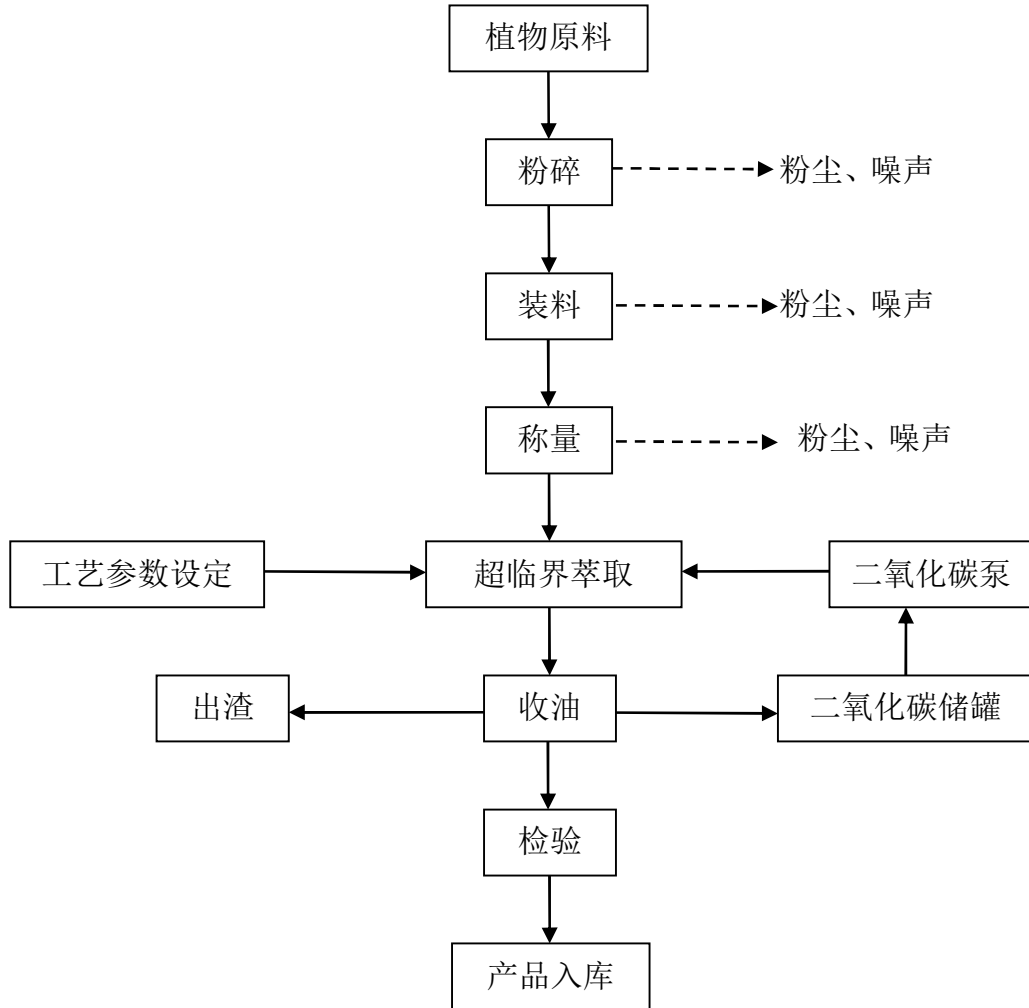 植物原料
粉碎
粉尘、噪声
装料
粉尘、噪声
称量
粉尘、噪声
工艺参数设定
超临界萃取
二氧化碳泵
出渣
收油
二氧化碳储罐
检验
产品入库